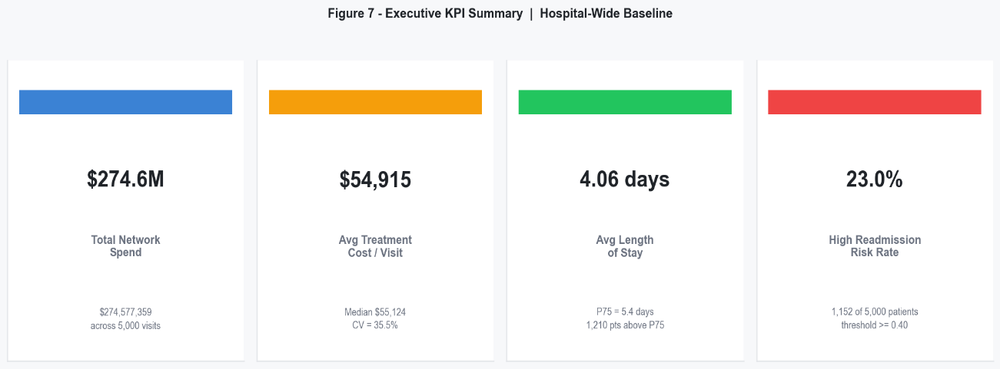 Figure 7 - Executive KPI Summary | Hospital-Wide Baseline
$274.6M
Total Network
Spend
$274,577,359
across 5,000 visits
$54,915
Avg Treatment
Cost / Visit
Median $55,124
CV = 35.5%
4.06 days
Avg Length
of Stay
P75 = 5.4 days
1,210 pts above P75
23.0%
High Readmission
Risk Rate
1,152 of 5,000 patients
threshold >= 0.40